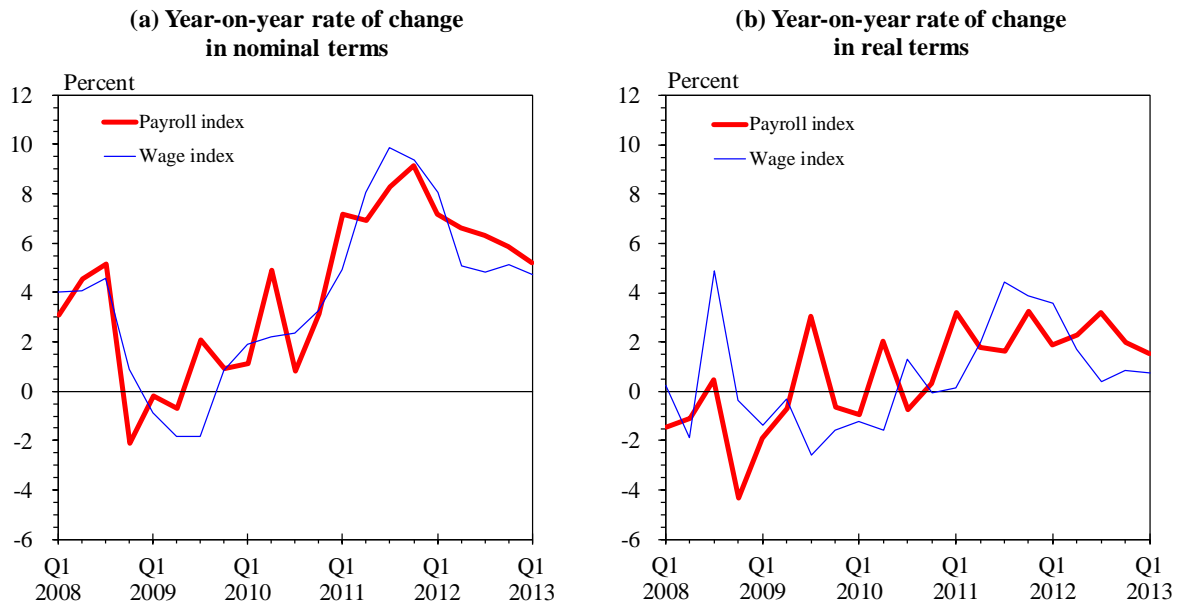 (a) Year-on-year rate of change
in nominal terms
Percent
12
10
8
6
4
2
0
-2
-4
-6
Payroll index
Wage index
Q1 Q1 Q1 Q1 Q1 Q1
2008 2009 2010 2011 2012 2013
(b) Year-on-year rate of change
in real terms
Percent
12
10
8
6
4
2
0
-2
-4
-6
Payroll index
Wage index
Q1 Q1 Q1 Q1 Q1 Q1
2008 2009 2010 2011 2012 2013